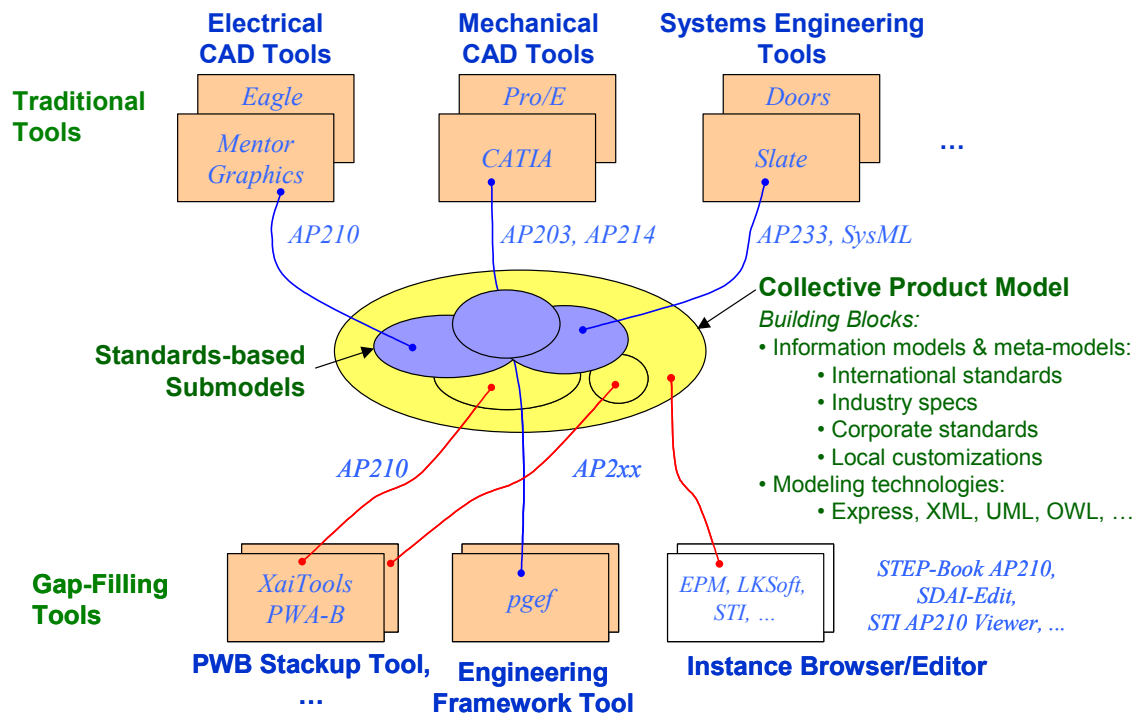 Electrical
CAD Tools
Mechanical
CAD Tools
Systems Engineering
Tools
Traditional
Tools
Eagle
Mentor
Graphics
Pro/E
CATIA
Doors
Slate
...
AP210
AP203, AP214
AP233, SysML
Standards-based
Submodels
Collective Product Model
Building Blocks:
• Information models & meta-models:
• International standards
• Industry specs
• Corporate standards
• Local customizations
• Modeling technologies:
• Express, XML, UML, OWL, …
AP210
AP2xx
Gap-Filling
Tools
XaiTools
PWA-B
pgef
EPM, LKSoft,
STI, …
STEP-Book AP210,
SDAI-Edit,
STI AP210 Viewer, ...
PWB Stackup Tool,
…
Engineering
Framework Tool
Instance Browser/Editor